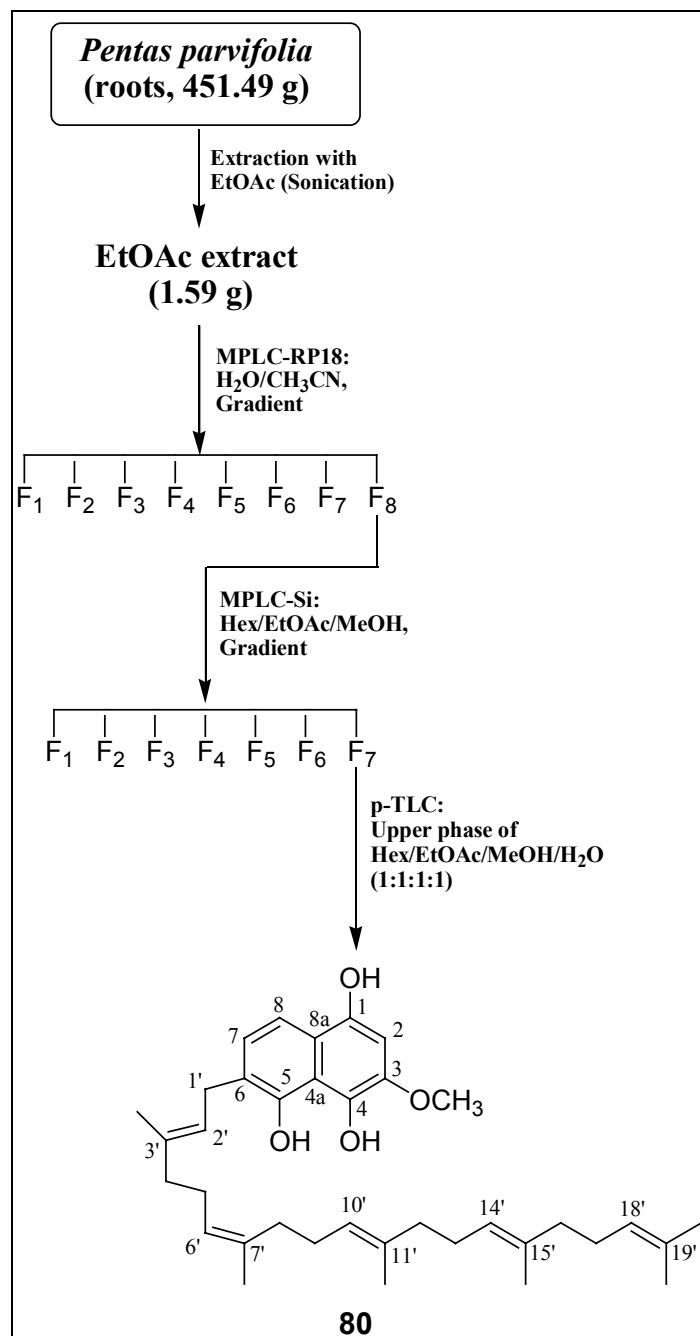 Pentas parvifolia
(roots, 451.49 g)
Extraction with
EtOAc (Sonication)
EtOAc extract
(1.59 g)
MPLC-RP18:
H₂O/CH₃CN,
Gradient
F₁ F₂ F₃ F₄ F₅ F₆ F₇ F₈
MPLC-Si:
Hex/EtOAc/MeOH,
Gradient
F₁ F₂ F₃ F₄ F₅ F₆ F₇
p-TLC:
Upper phase of
Hex/EtOAc/MeOH/H₂O
(1:1:1:1)
OH
8 8a 1 2
7 3
1' 6 5 4a 4 OCH₃
3' 2' OH OH
6' 7' 10' 11' 14' 15' 18' 19'
80